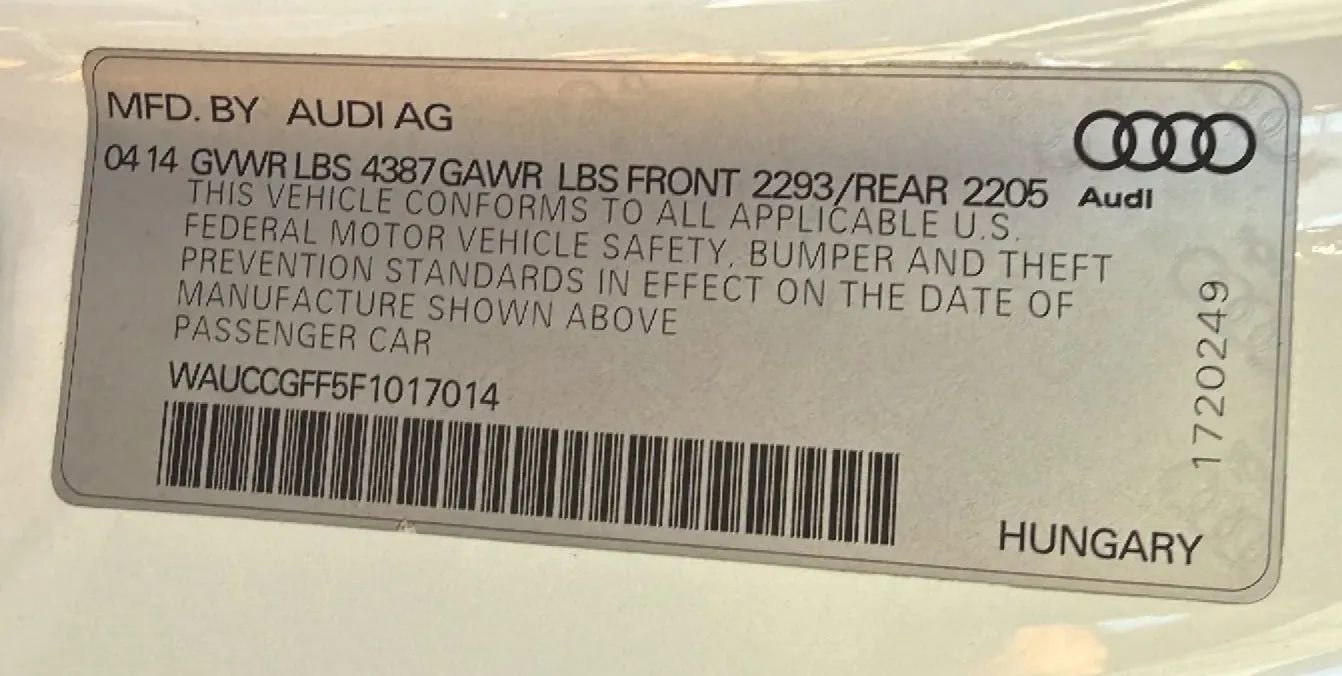 MFD. BY AUDI AG
04 14 GVWR LBS 4387 GAWR LBS FRONT 2293/REAR 2205
Audi
THIS VEHICLE CONFORMS TO ALL APPLICABLE U.S.
FEDERAL MOTOR VEHICLE SAFETY, BUMPER AND THEFT
PREVENTION STANDARDS IN EFFECT ON THE DATE OF
MANUFACTURE SHOWN ABOVE
PASSENGER CAR
WAUCCGFF5F1017014
1720249
HUNGARY